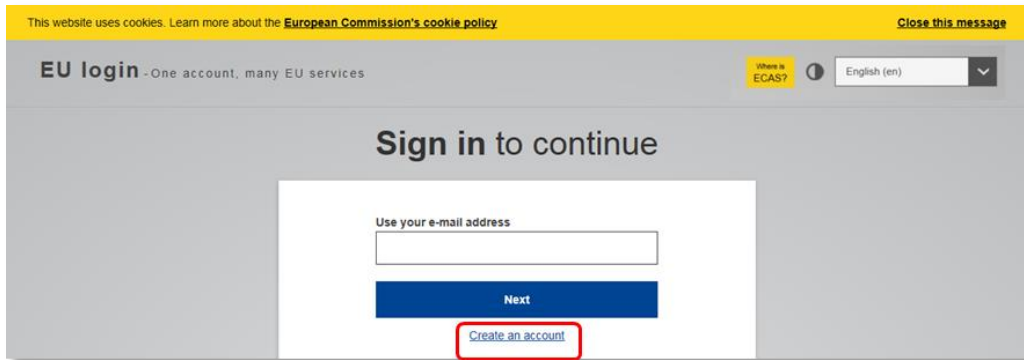 This website uses cookies. Learn more about the European Commission's cookie policy Close this message
EU login - One account, many EU services Where is ECAS? English (en)
Sign in to continue
Use your e-mail address
Next
Create an account